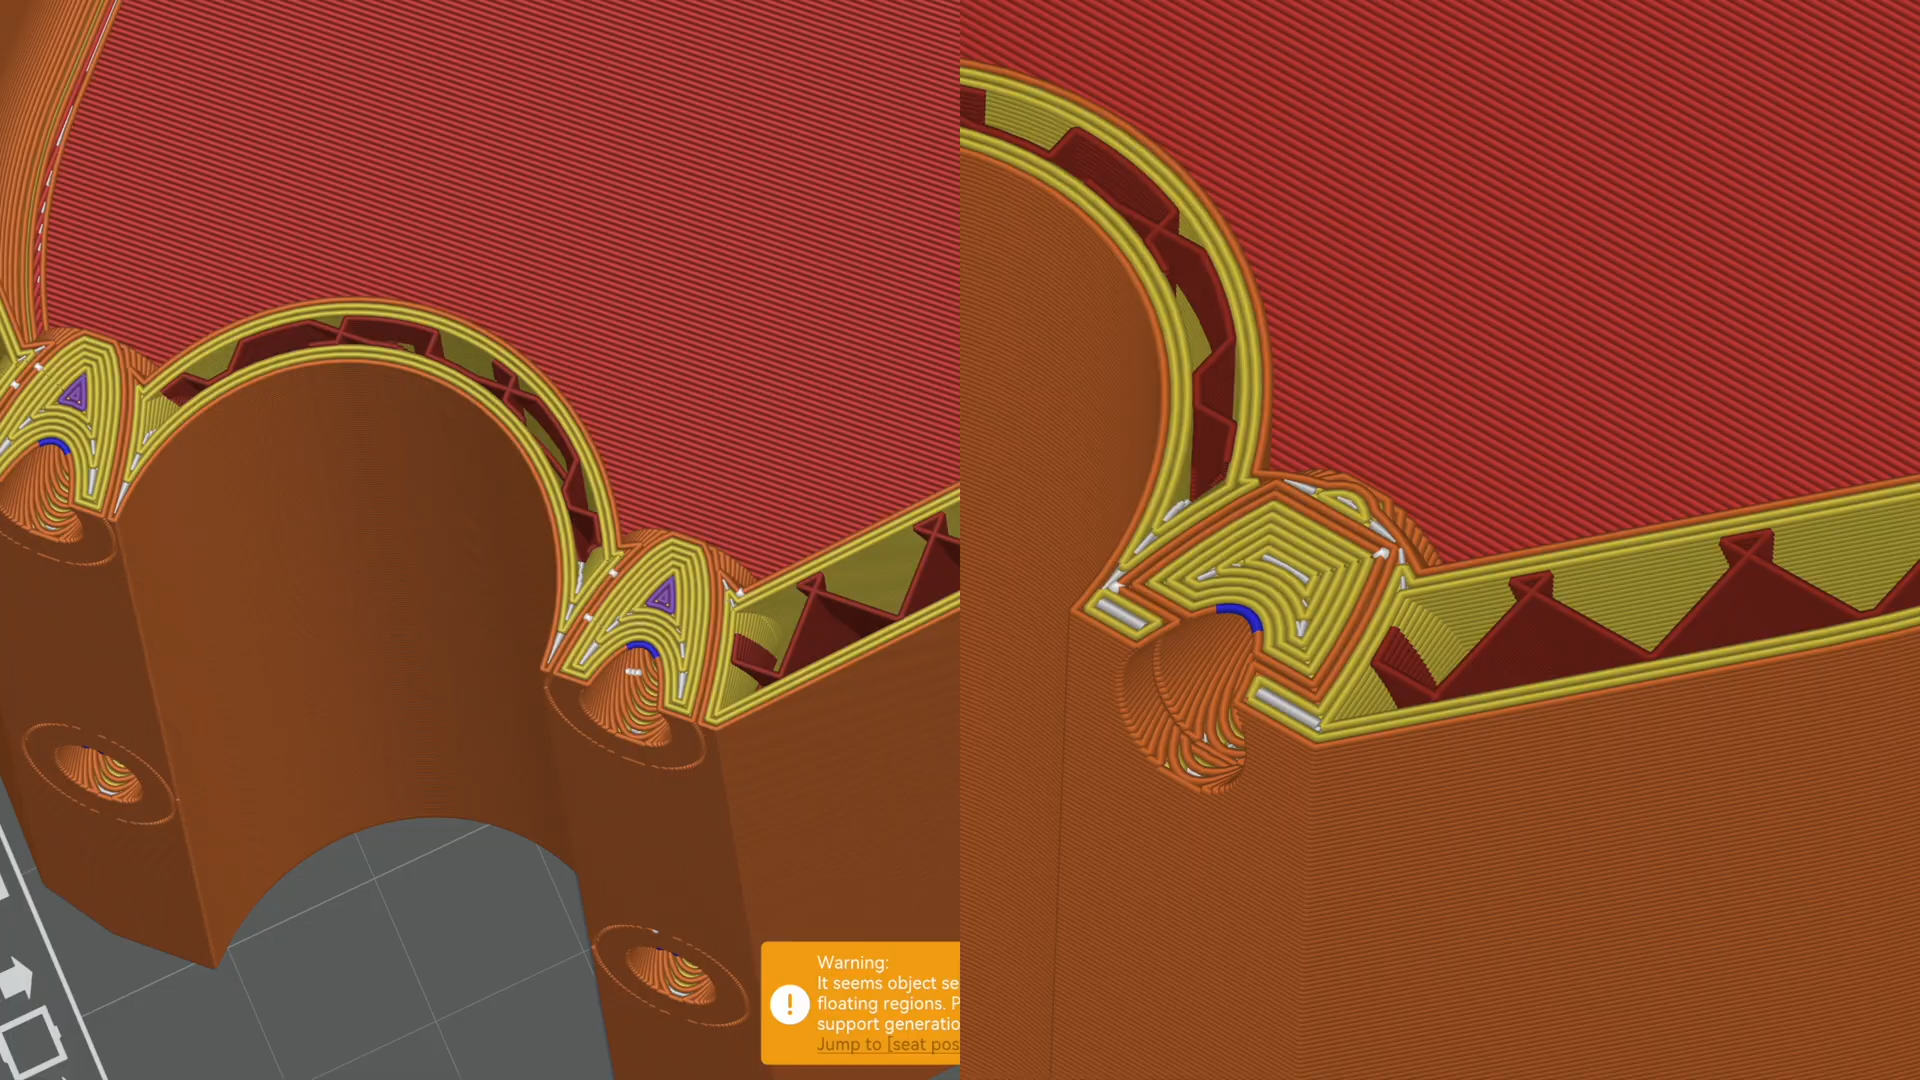 Warning:
It seems object se
floating regions. P
support generatio
Jump to [seat pos